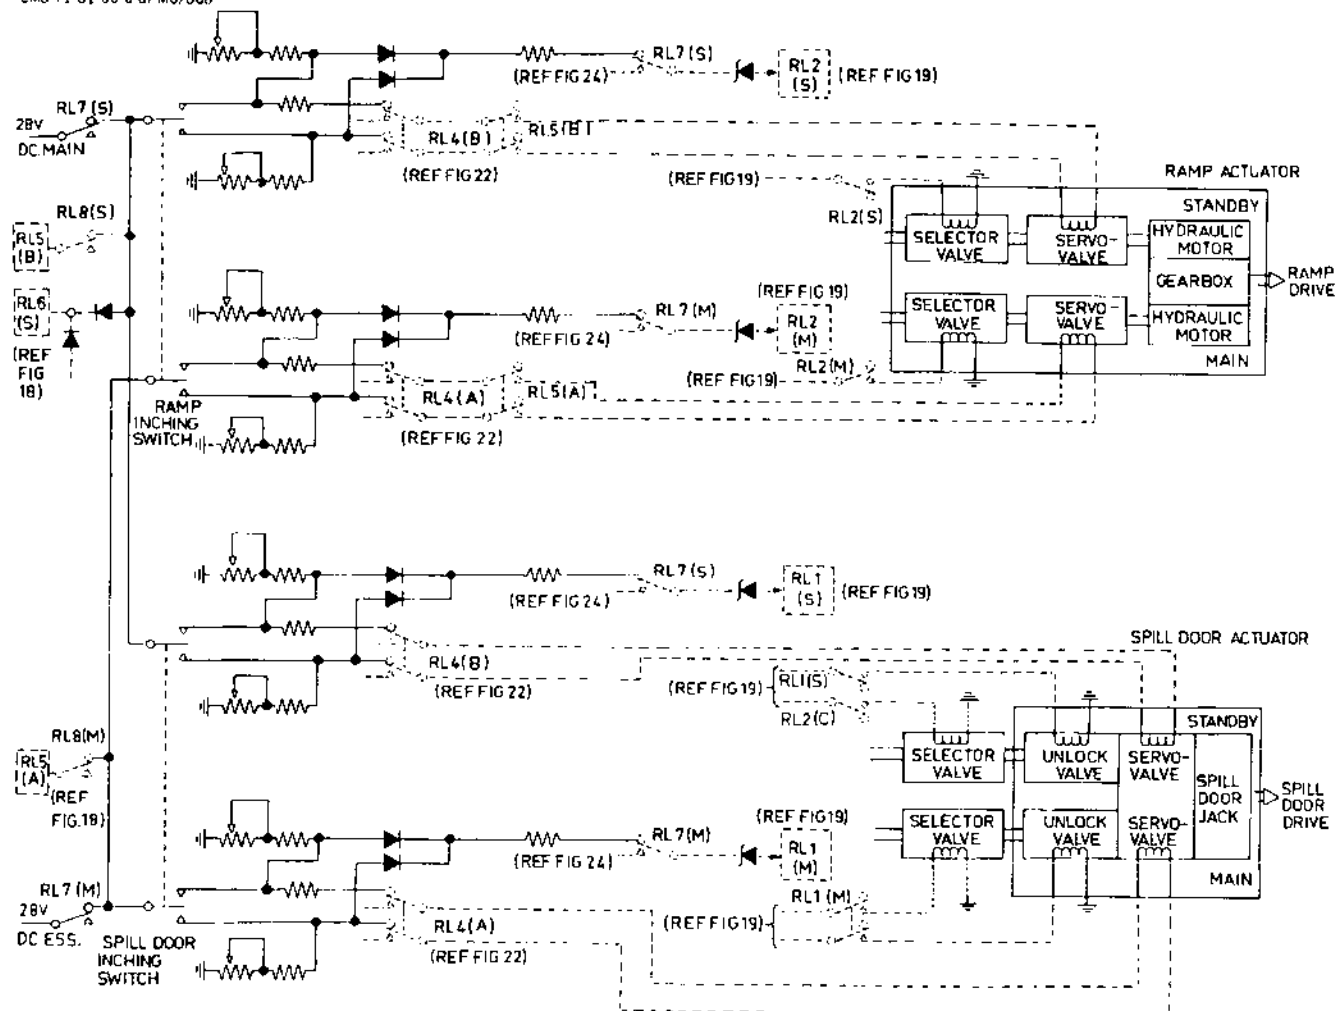 RL7(S)
(REF FIG 24)
RL2
(S)
(REF FIG 19)
RL7(S)
28V
DC. MAIN
RL4(B)
RL5(B)
(REF FIG 22)
(REF FIG 19)
RL2(S)
RAMP ACTUATOR
STANDBY
SELECTOR
VALVE
SERVO-
VALVE
HYDRAULIC
MOTOR
GEARBOX
RAMP
DRIVE
SELECTOR
VALVE
SERVO-
VALVE
HYDRAULIC
MOTOR
MAIN
RL8(S)
RL5
(B)
RL6
(S)
(REF
FIG
18)
RL7(M)
(REF FIG 24)
(REF FIG 19)
RL2
(M)
RL2(M)
(REF FIG 19)
RAMP
INCHING
SWITCH
RL4(A)
RL5(A)
(REF FIG 22)
RL7(S)
(REF FIG 24)
RL1
(S)
(REF FIG 19)
RL4(B)
(REF FIG 22)
SPILL DOOR ACTUATOR
(REF FIG 19)
RL1(S)
RL2(C)
STANDBY
SELECTOR
VALVE
UNLOCK
VALVE
SERVO-
VALVE
SPILL
DOOR
JACK
SPILL
DOOR
DRIVE
SELECTOR
VALVE
UNLOCK
VALVE
SERVO-
VALVE
MAIN
RL8(M)
RL5
(A)
(REF
FIG.19)
RL7(M)
(REF FIG 24)
(REF FIG 19)
RL1
(M)
RL1(M)
(REF FIG 19)
RL7(M)
28V
DC ESS.
SPILL DOOR
INCHING
SWITCH
RL4(A)
(REF FIG 22)